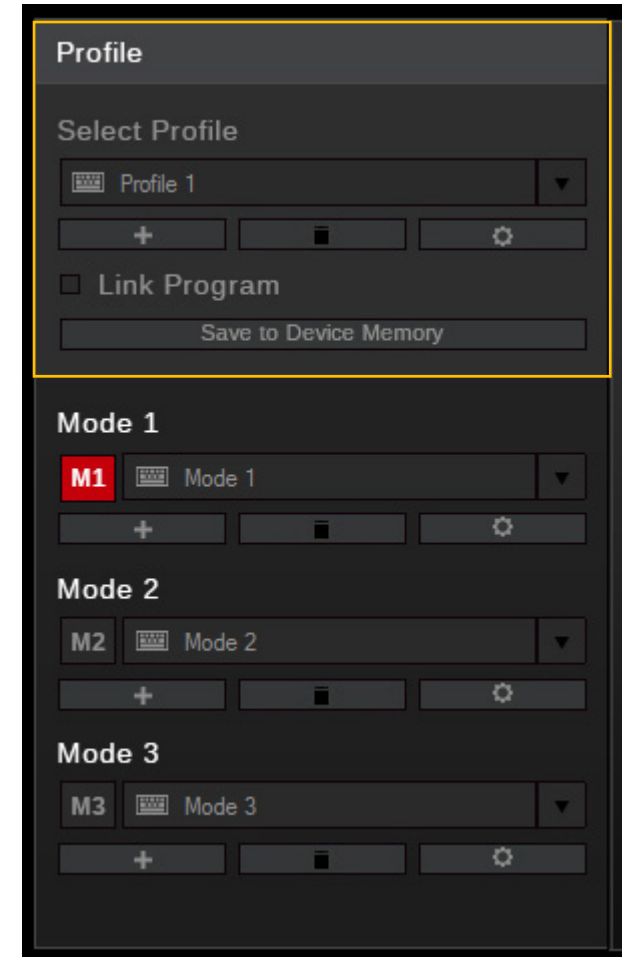 Profile
Select Profile
Profile 1
Link Program
Save to Device Memory
Mode 1
M1 Mode 1
Mode 2
M2 Mode 2
Mode 3
M3 Mode 3